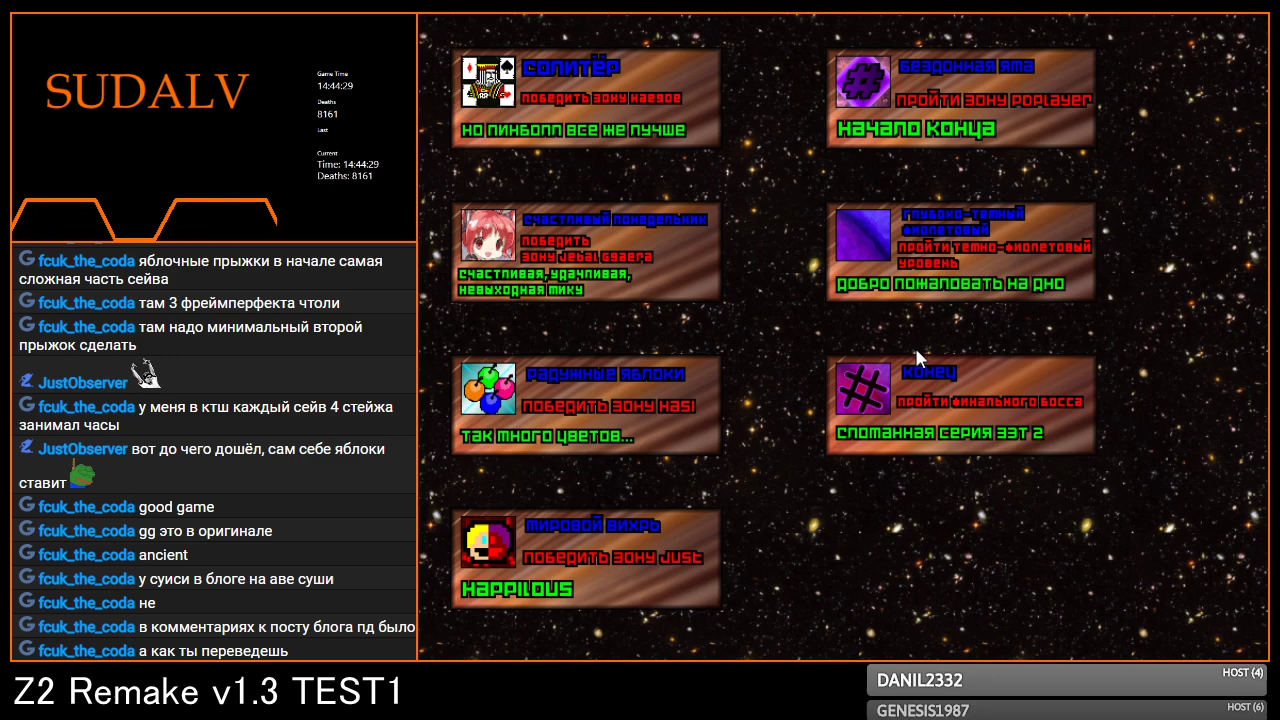 SUDALV
Game Time
14:44:29
Deaths
8161
Last
Current
Time: 14:44:29
Deaths: 8161
fcuk_the_coda яблочные прыжки в начале самая
сложная часть сейва
fcuk_the_coda там 3 фреймперфекта чтоли
fcuk_the_coda там надо минимальный второй
прыжок сделать
JustObserver
fcuk_the_coda у меня в ктш каждый сейв 4 стейжа
занимал часы
JustObserver вот до чего дошёл, сам себе яблоки
ставит
fcuk_the_coda good game
fcuk_the_coda gg это в оригинале
fcuk_the_coda ancient
fcuk_the_coda у суиси в блоге на аве суши
fcuk_the_coda не
fcuk_the_coda в комментариях к посту блога пд было
fcuk_the_coda а как ты переведешь
солитёр
победить зону naesoe
но пинболл все же лучше
счастливый понедельник
победить
зону
счастливая, удачливая,
невыходная мику
радужные яблоки
победить зону hasi
так много цветов...
мировой вихрь
победить зону just
happilous
бездонная яма
пройти зону poplayer
начало конца
глубоко-темный
фиолетовый
пройти темно-фиолетовый
уровень
добро пожаловать на дно
конец
пройти финального босса
сломанная серия ззт 2
Z2 Remake v1.3 TEST1
DANIL2332
HOST (4)
GENESIS1987
HOST (6)